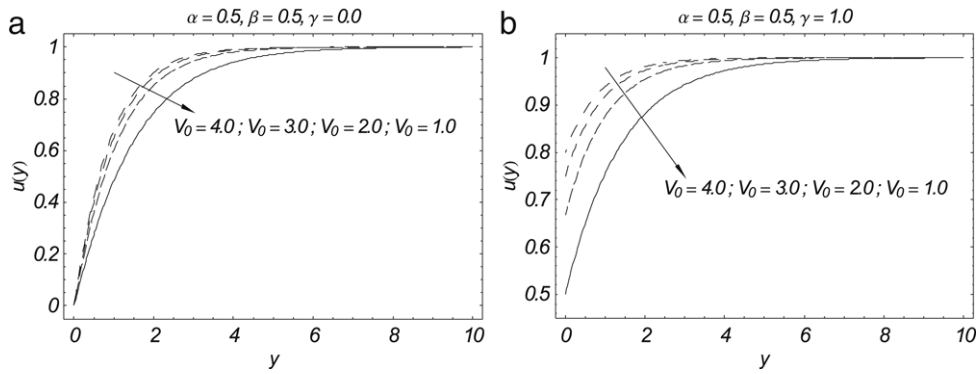 a
α = 0.5, β = 0.5, γ = 0.0
1
0.8
0.6
0.4
0.2
0
u(y)
V0 = 4.0 ; V0 = 3.0 ; V0 = 2.0 ; V0 = 1.0
0 2 4 6 8 10
y
b
α = 0.5, β = 0.5, γ = 1.0
1
0.9
0.8
0.7
0.6
0.5
u(y)
V0 = 4.0 ; V0 = 3.0 ; V0 = 2.0 ; V0 = 1.0
0 2 4 6 8 10
y